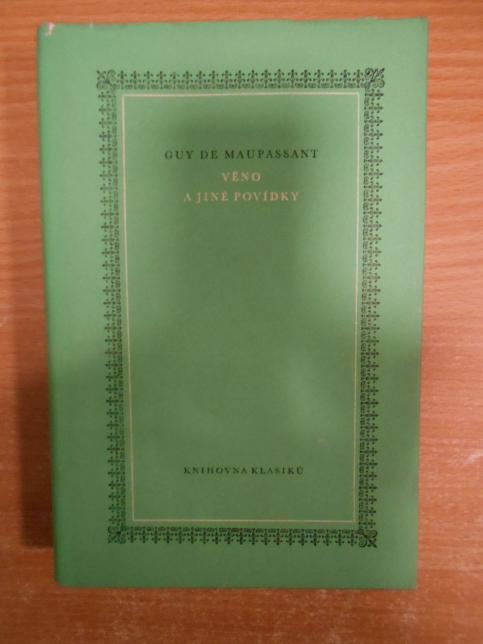 GUY DE MAUPASSANT
VĚNO
A JINÉ POVÍDKY
KNIHOVNA KLASIKŮ